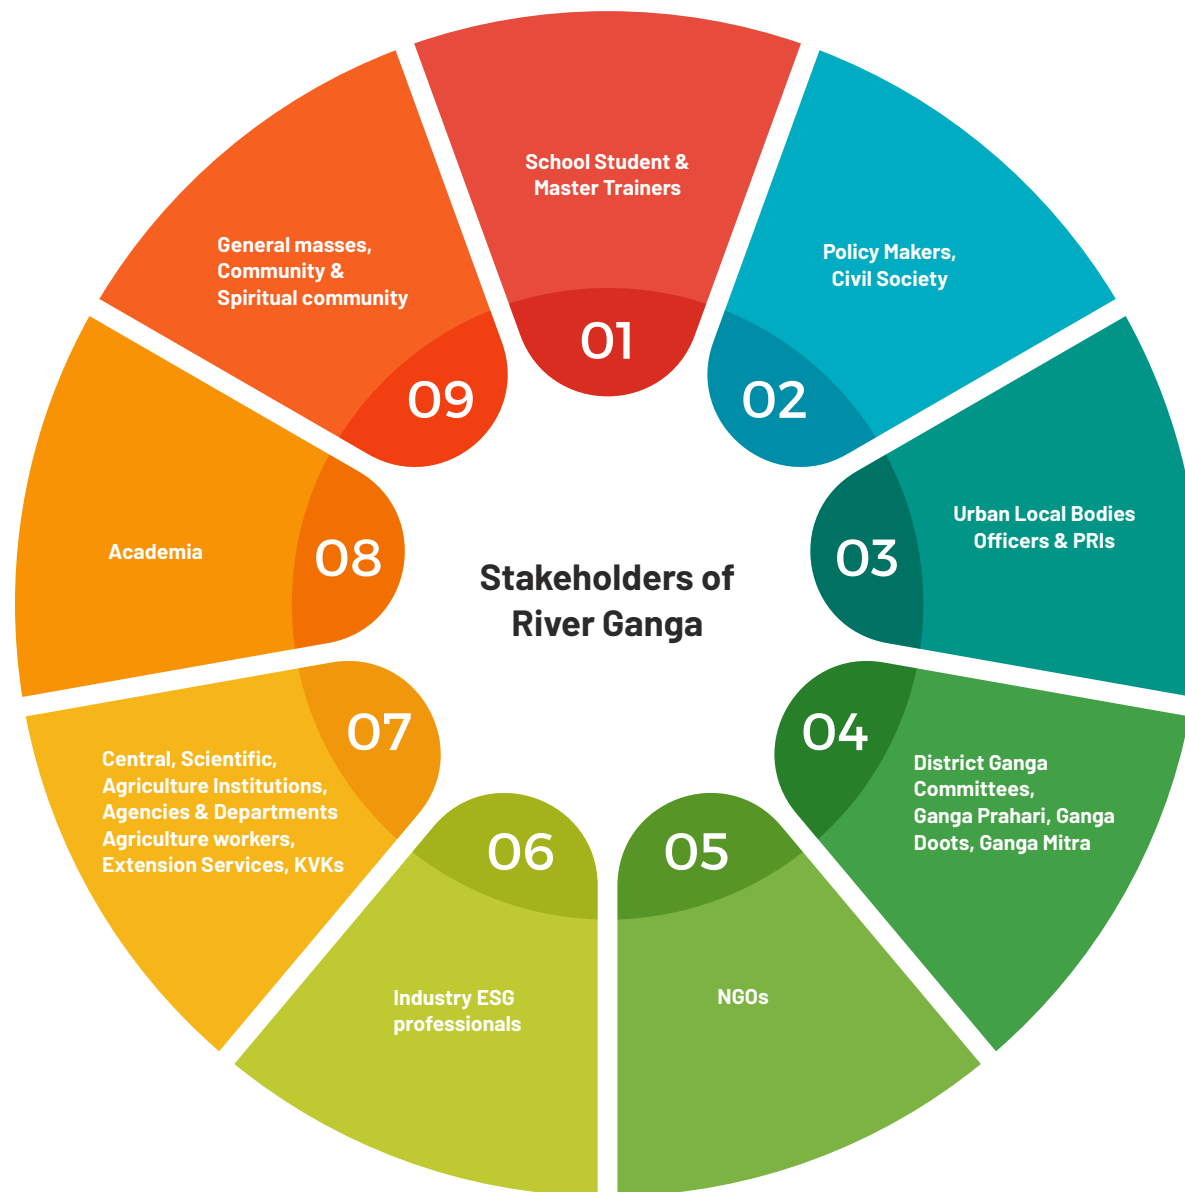 School Student &
Master Trainers
01
Policy Makers,
Civil Society
02
Urban Local Bodies
Officers & PRIs
03
District Ganga
Committees,
Ganga Prahari, Ganga
Doots, Ganga Mitra
04
NGOs
05
Industry ESG
professionals
06
Central, Scientific,
Agriculture Institutions,
Agencies & Departments
Agriculture workers,
Extension Services, KVKs
07
Academia
08
General masses,
Community &
Spiritual community
09
Stakeholders of
River Ganga